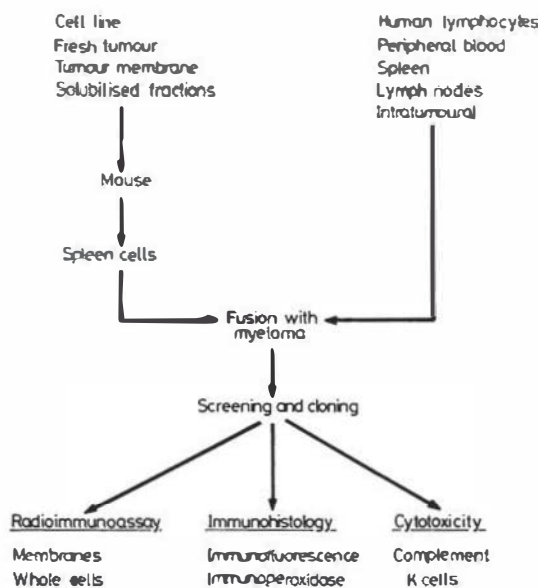 Cell line
Fresh tumour
Tumour membrane
Solubilised fractions
Human lymphocytes
Peripheral blood
Spleen
Lymph nodes
Intratumoural
Mouse
Spleen cells
Fusion with
myeloma
Screening and cloning
Radioimmunoassay
Membranes
Whole cells
Immunohistology
Immunofluorescence
Immunoperoxidase
Cytotoxicity
Complement
K cells